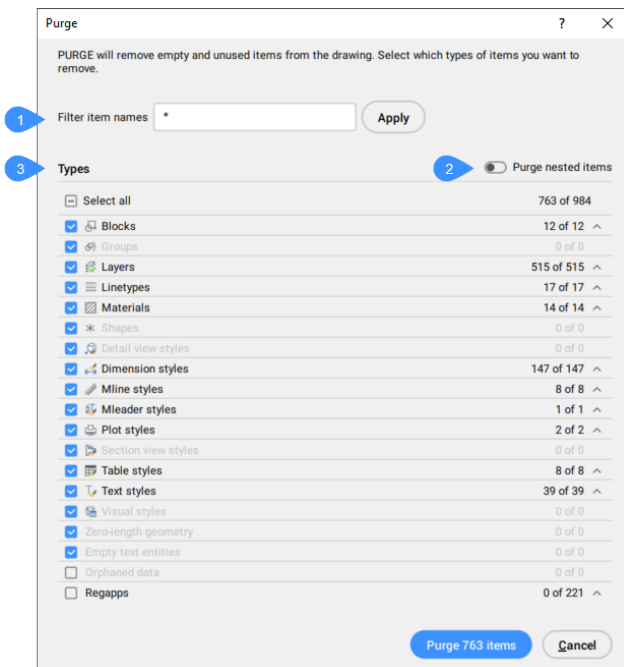 Purge ?
PURGE will remove empty and unused items from the drawing. Select which types of items you want to
remove.
1 Filter item names * Apply
3 Types 2 Purge nested items
Select all 763 of 984
Blocks 12 of 12
Groups 0 of 0
Layers 515 of 515
Linetypes 17 of 17
Materials 14 of 14
Shapes 0 of 0
Detail view styles 0 of 0
Dimension styles 147 of 147
Mline styles 8 of 8
Mleader styles 1 of 1
Plot styles 2 of 2
Section view styles 0 of 0
Table styles 8 of 8
Text styles 39 of 39
Visual styles 0 of 0
Zero-length geometry 0 of 0
Empty text entities 0 of 0
Orphaned data 0 of 0
Regapps 0 of 221
Purge 763 items Cancel